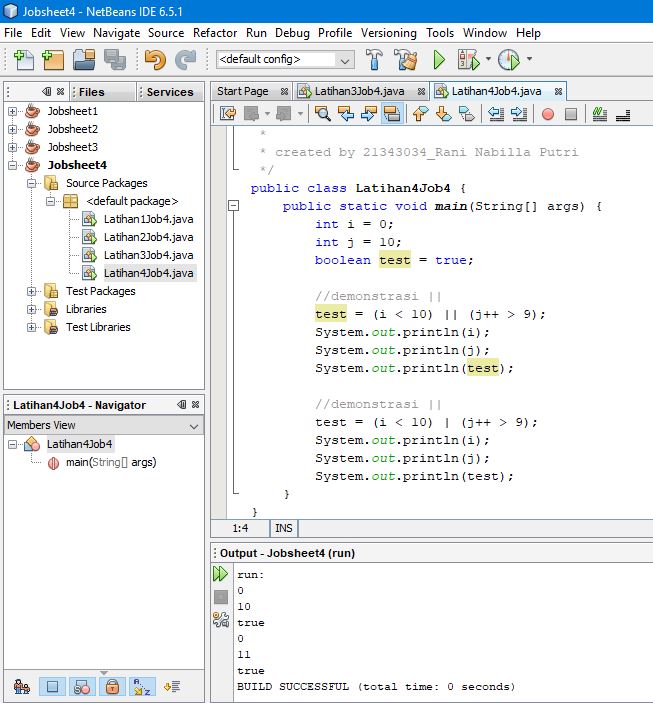 Jobsheet4 - NetBeans IDE 6.5.1
File Edit View Navigate Source Refactor Run Debug Profile Versioning Tools Window Help
<default config>
Files Services
Jobsheet1
Jobsheet2
Jobsheet3
Jobsheet4
Source Packages
<default package>
Latihan1Job4.java
Latihan2Job4.java
Latihan3Job4.java
Latihan4Job4.java
Test Packages
Libraries
Test Libraries
Latihan4Job4 - Navigator
Members View
Latihan4Job4
main(String[] args)
Start Page Latihan3Job4.java Latihan4Job4.java
*
* created by 21343034_Rani Nabilla Putri
*/
public class Latihan4Job4 {
public static void main(String[] args) {
int i = 0;
int j = 10;
boolean test = true;
//demonstrasi ||
test = (i < 10) || (j++ > 9);
System.out.println(i);
System.out.println(j);
System.out.println(test);
//demonstrasi ||
test = (i < 10) | (j++ > 9);
System.out.println(i);
System.out.println(j);
System.out.println(test);
}
}
1:4 INS
Output - Jobsheet4 (run)
run:
0
10
true
0
11
true
BUILD SUCCESSFUL (total time: 0 seconds)